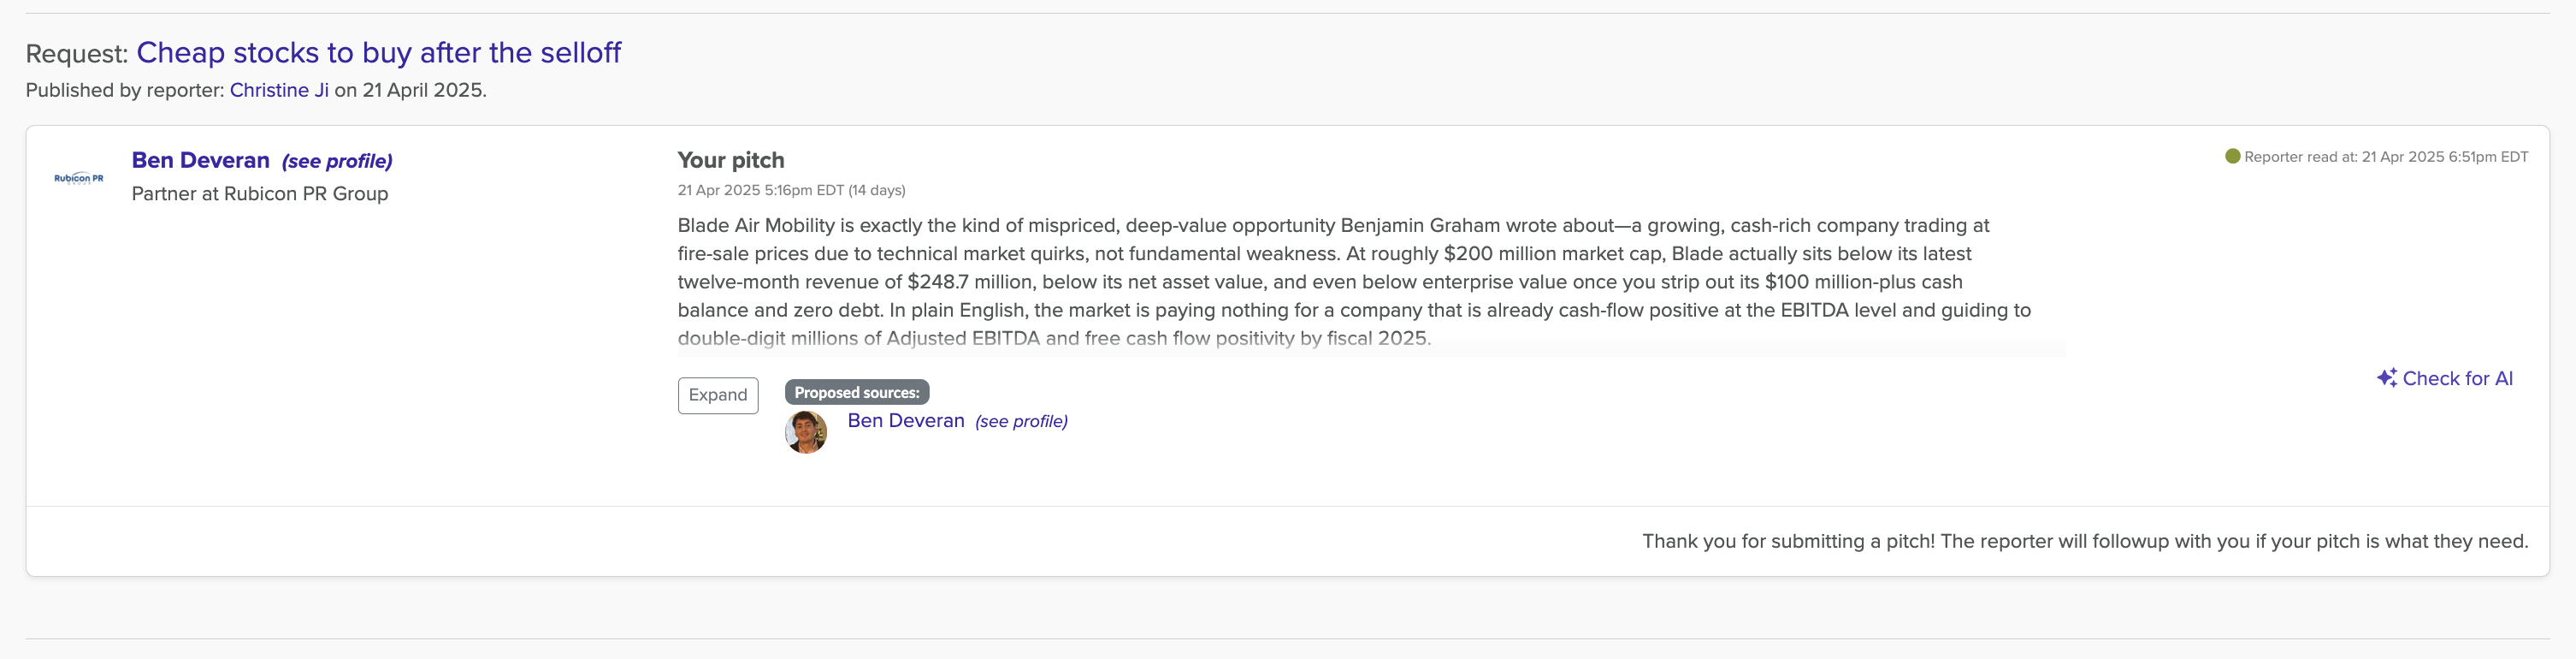 Request: Cheap stocks to buy after the selloff
Published by reporter: Christine Ji on 21 April 2025.
Rubicon PR
GROUP
Ben Deveran (see profile)
Partner at Rubicon PR Group
Your pitch
21 Apr 2025 5:16pm EDT (14 days)
Reporter read at: 21 Apr 2025 6:51pm EDT
Blade Air Mobility is exactly the kind of mispriced, deep-value opportunity Benjamin Graham wrote about—a growing, cash-rich company trading at
fire-sale prices due to technical market quirks, not fundamental weakness. At roughly $200 million market cap, Blade actually sits below its latest
twelve-month revenue of $248.7 million, below its net asset value, and even below enterprise value once you strip out its $100 million-plus cash
balance and zero debt. In plain English, the market is paying nothing for a company that is already cash-flow positive at the EBITDA level and guiding to
double-digit millions of Adjusted EBITDA and free cash flow positivity by fiscal 2025.
Expand
Proposed sources:
Ben Deveran (see profile)
Check for AI
Thank you for submitting a pitch! The reporter will followup with you if your pitch is what they need.